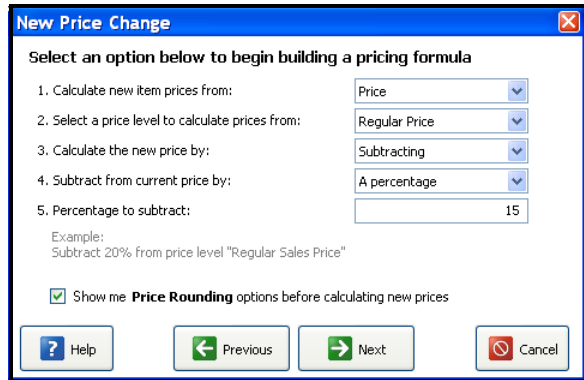 New Price Change
Select an option below to begin building a pricing formula
1. Calculate new item prices from: Price
2. Select a price level to calculate prices from: Regular Price
3. Calculate the new price by: Subtracting
4. Subtract from current price by: A percentage
5. Percentage to subtract: 15
Example:
Subtract 20% from price level "Regular Sales Price"
Show me Price Rounding options before calculating new prices
? Help Previous Next Cancel